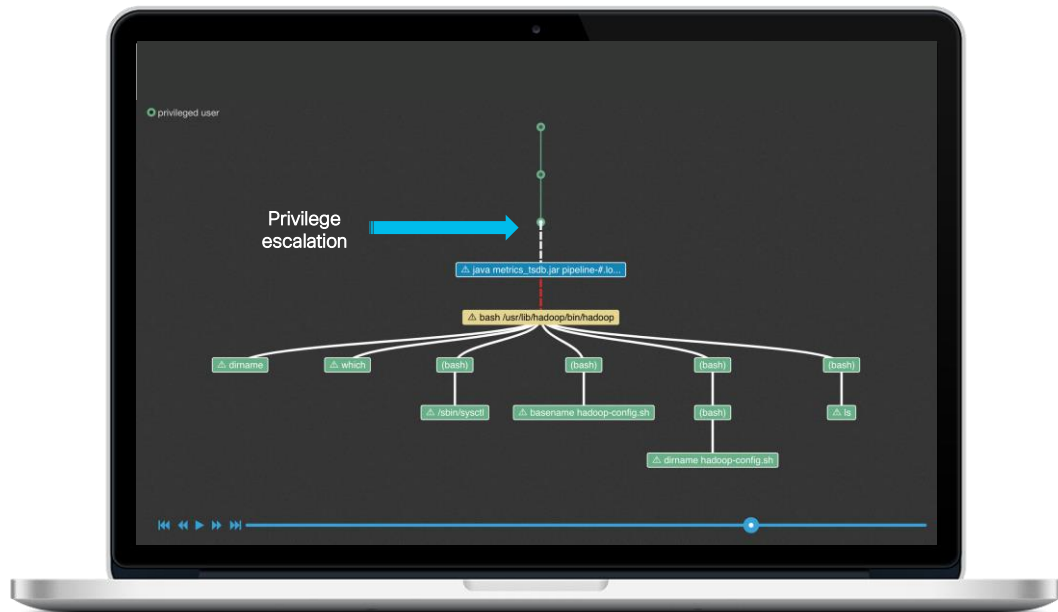 privileged user
Privilege
escalation
⚠ java metrics_tsdb.jar pipeline-#.lo...
⚠ bash /usr/lib/hadoop/bin/hadoop
⚠ dirname
⚠ which
(bash)
(bash)
(bash)
(bash)
⚠ /sbin/sysctl
⚠ basename hadoop-config.sh
(bash)
⚠ ls
⚠ dirname hadoop-config.sh